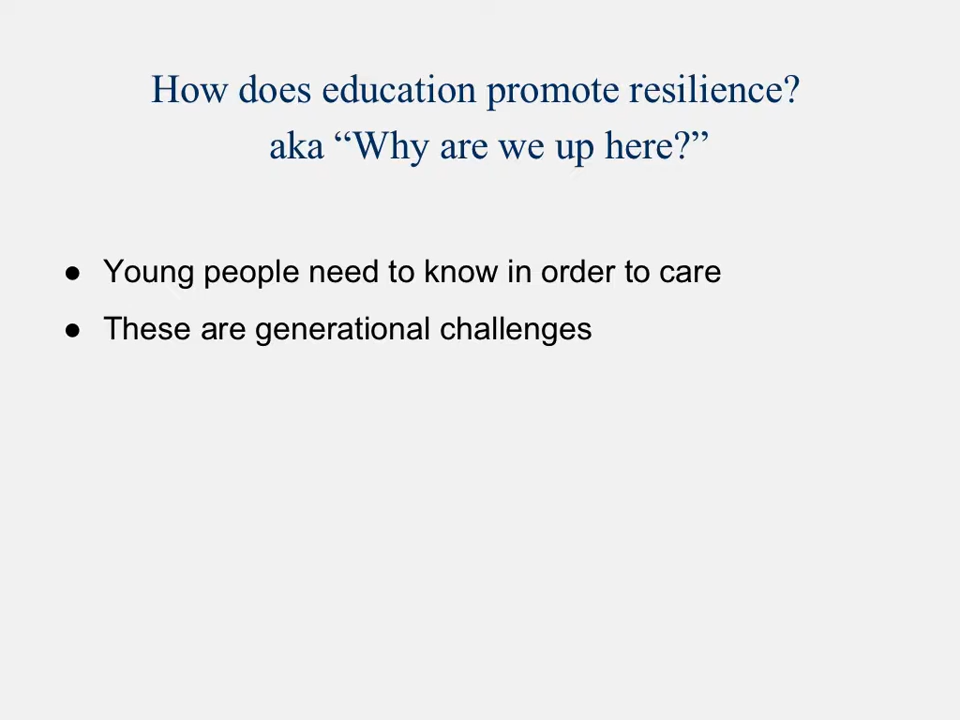 How does education promote resilience?
aka “Why are we up here?”
● Young people need to know in order to care
● These are generational challenges